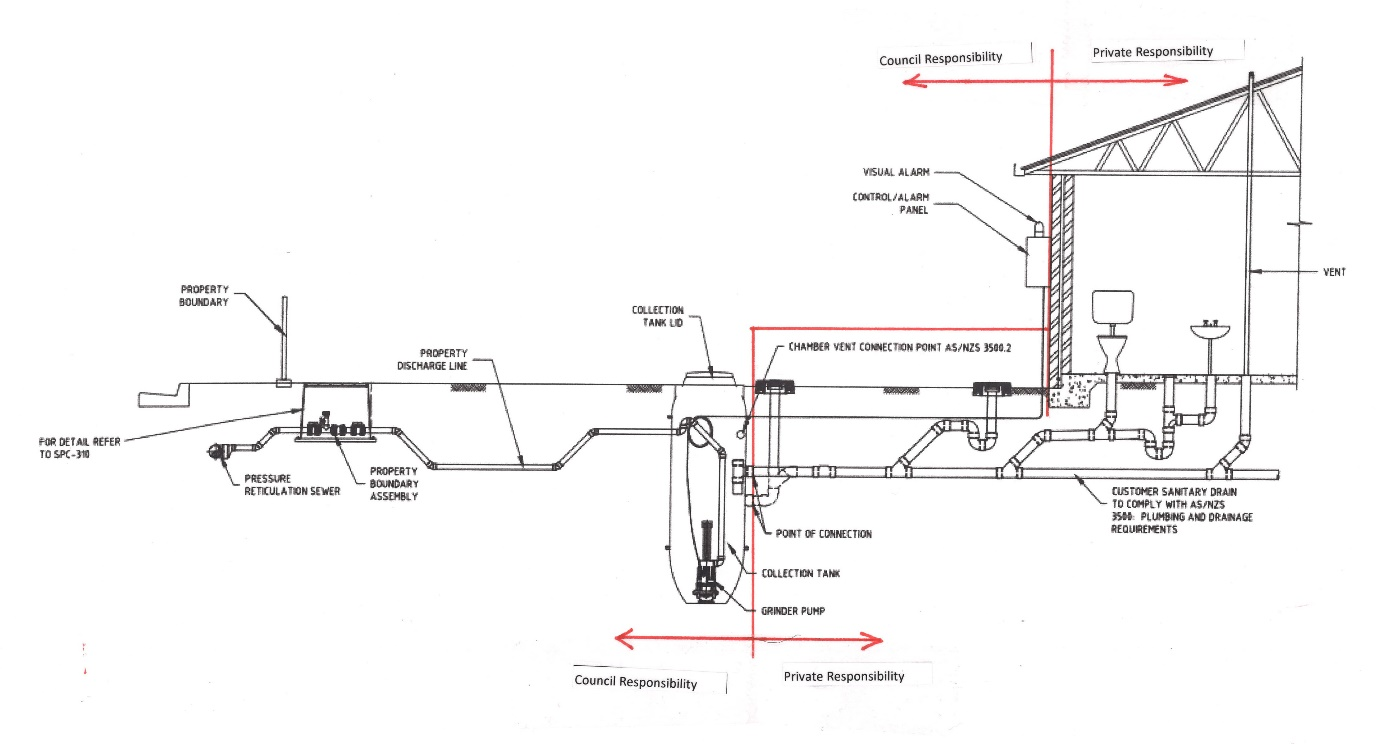 Council Responsibility
Private Responsibility
VISUAL ALARM
CONTROL/ALARM
PANEL
VENT
PROPERTY
BOUNDARY
COLLECTION
TANK LID
CHAMBER VENT CONNECTION POINT AS/NZS 3500.2
PROPERTY
DISCHARGE LINE
FOR DETAIL REFER
TO SPC-310
PRESSURE
RETICULATION SEWER
PROPERTY
BOUNDARY
ASSEMBLY
CUSTOMER SANITARY DRAIN
TO COMPLY WITH AS/NZS
3500: PLUMBING AND DRAINAGE
REQUIREMENTS
POINT OF CONNECTION
COLLECTION TANK
GRINDER PUMP
Council Responsibility
Private Responsibility